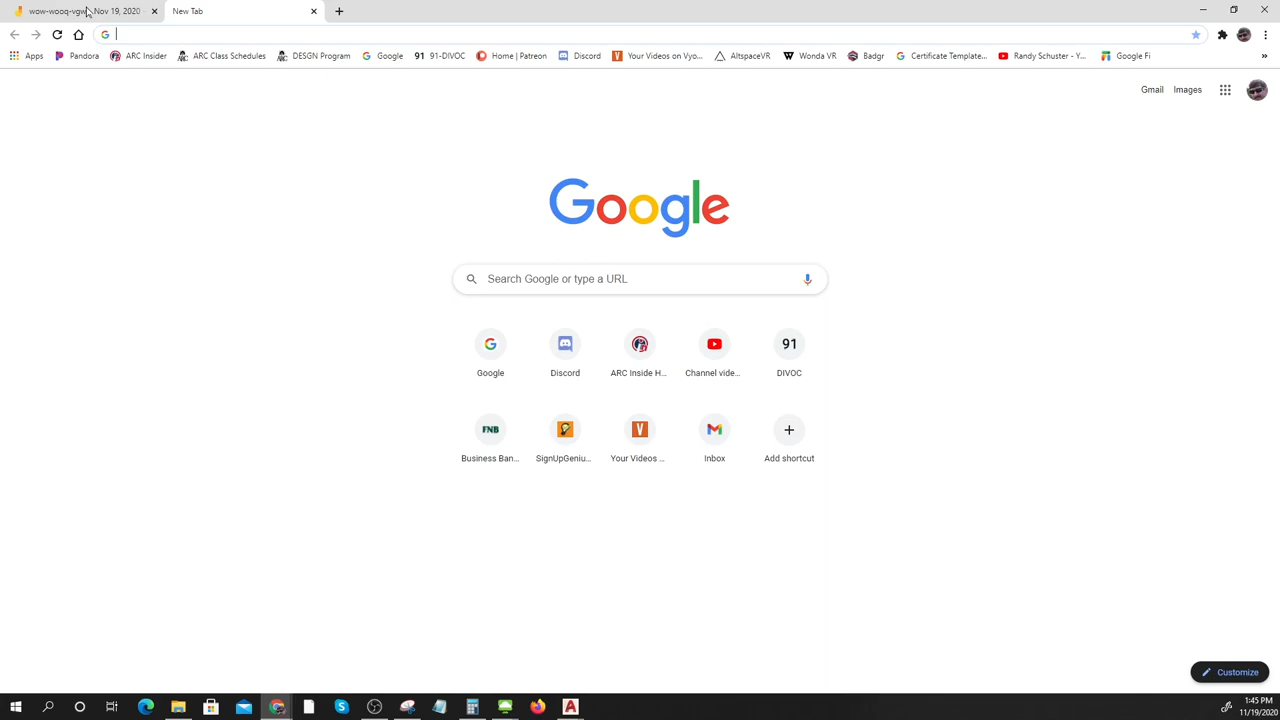 wow-wooq-vgw Nov 19, 2020
New Tab
Apps
Pandora
ARC Insider
ARC Class Schedules
DESGN Program
Google
91 91-DIVOC
Home | Patreon
Discord
Your Videos on Vyo...
AltspaceVR
Wonda VR
Badgr
Certificate Template...
Randy Schuster - Y...
Google Fi
»
Gmail
Images
Google
Search Google or type a URL
Google
Discord
ARC Inside H...
Channel vide...
91
DIVOC
FNB
Business Ban...
SignUpGeniu...
V
Your Videos ...
Inbox
Add shortcut
Customize
1:45 PM
11/19/2020